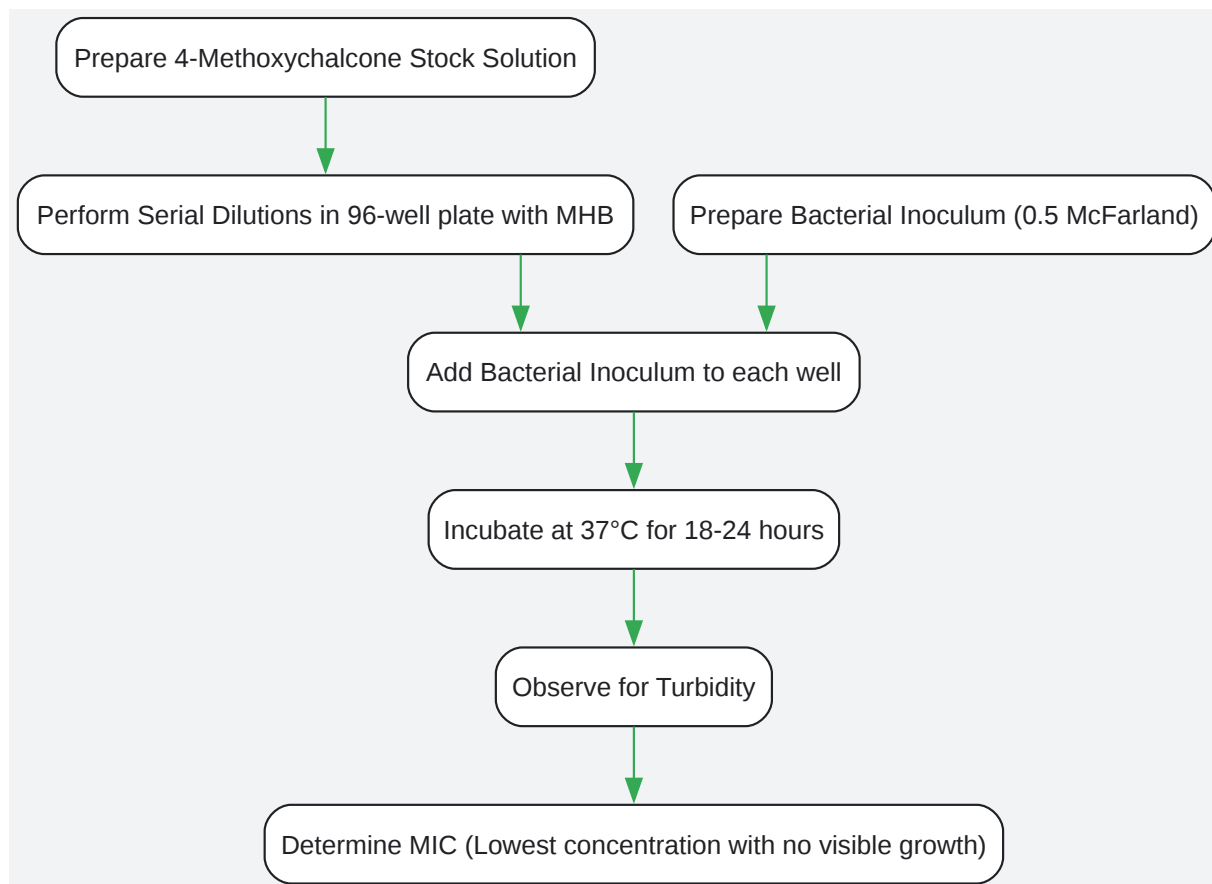 Prepare 4-Methoxychalcone Stock Solution
Perform Serial Dilutions in 96-well plate with MHB
Prepare Bacterial Inoculum (0.5 McFarland)
Add Bacterial Inoculum to each well
Incubate at 37°C for 18-24 hours
Observe for Turbidity
Determine MIC (Lowest concentration with no visible growth)